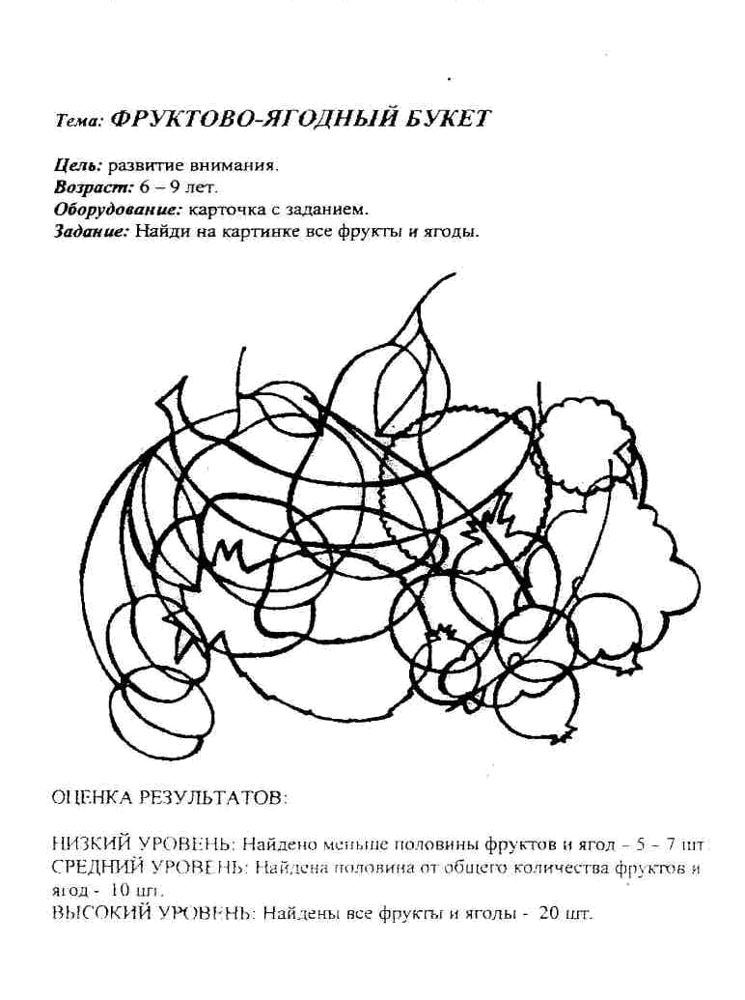 Тема: ФРУКТОВО-ЯГОДНЫЙ БУКЕТ
Цель: развитие внимания.
Возраст: 6 – 9 лет.
Оборудование: карточка с заданием.
Задание: Найди на картинке все фрукты и ягоды.
ОЦЕНКА РЕЗУЛЬТАТОВ:
НИЗКИЙ УРОВЕНЬ: Найдено меньше половины фруктов и ягод – 5 – 7 шт.
СРЕДНИЙ УРОВЕНЬ: Найдена половина от общего количества фруктов и
ягод - 10 шт.
ВЫСОКИЙ УРОВЕНЬ: Найдены все фрукты и ягоды - 20 шт.